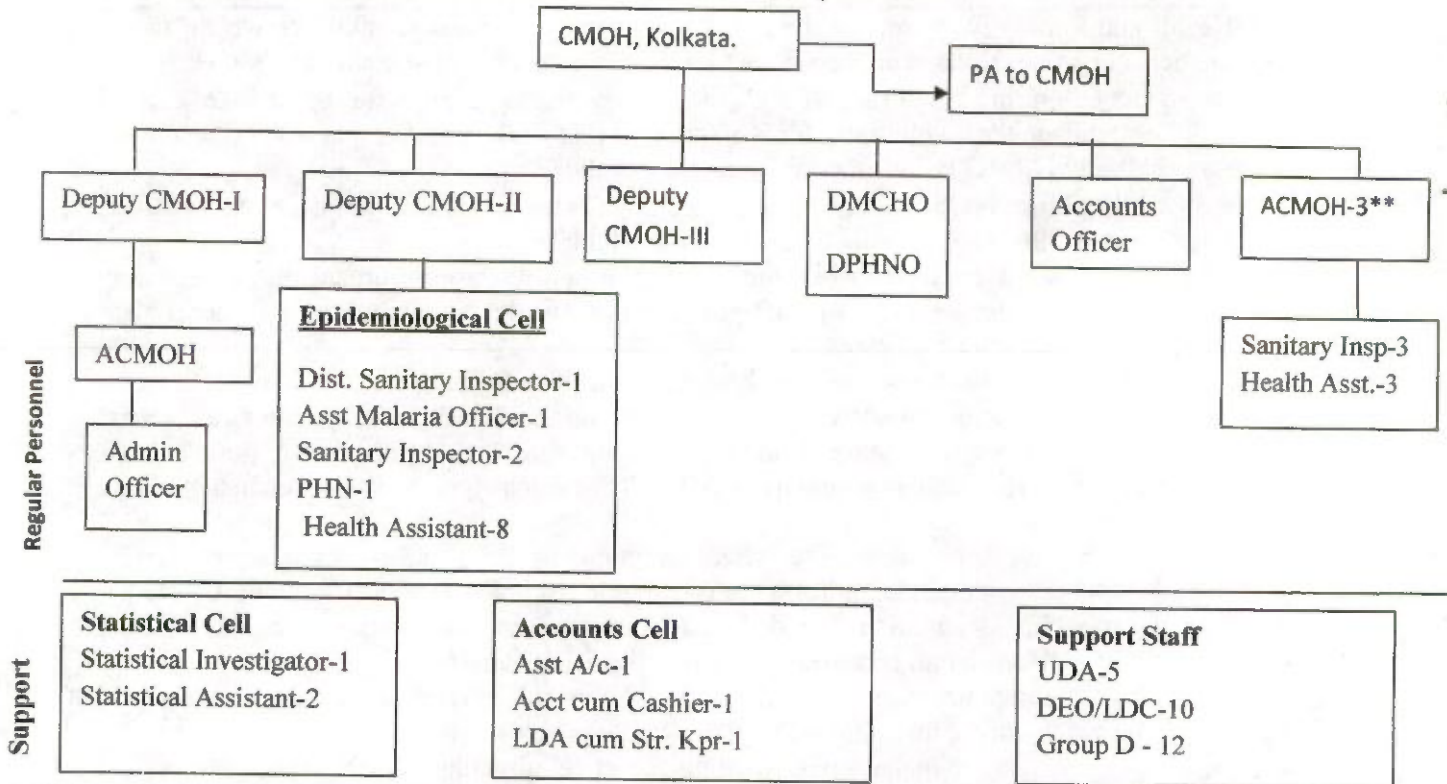 CMOH, Kolkata.
PA to CMOH
Deputy CMOH-I
Deputy CMOH-II
Deputy
CMOH-III
DMCHO
DPHNO
Accounts
Officer
ACMOH-3**
Regular Personnel
ACMOH
Admin
Officer
Epidemiological Cell
Dist. Sanitary Inspector-1
Asst Malaria Officer-1
Sanitary Inspector-2
PHN-1
Health Assistant-8
Sanitary Insp-3
Health Asst.-3
Support
Statistical Cell
Statistical Investigator-1
Statistical Assistant-2
Accounts Cell
Asst A/c-1
Acct cum Cashier-1
LDA cum Str. Kpr-1
Support Staff
UDA-5
DEO/LDC-10
Group D - 12